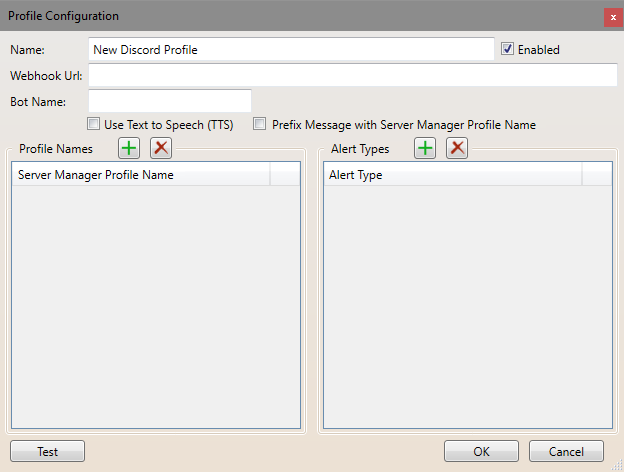 Profile Configuration
x
Name: New Discord Profile Enabled
Webhook Url:
Bot Name:
Use Text to Speech (TTS) Prefix Message with Server Manager Profile Name
Profile Names Alert Types
Server Manager Profile Name Alert Type
Test OK Cancel